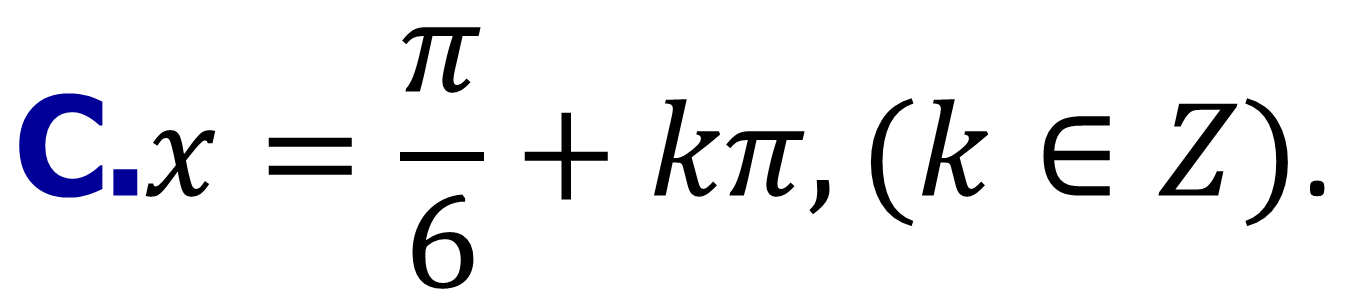 C. x = π/6 + kπ, (k ∈ Z).